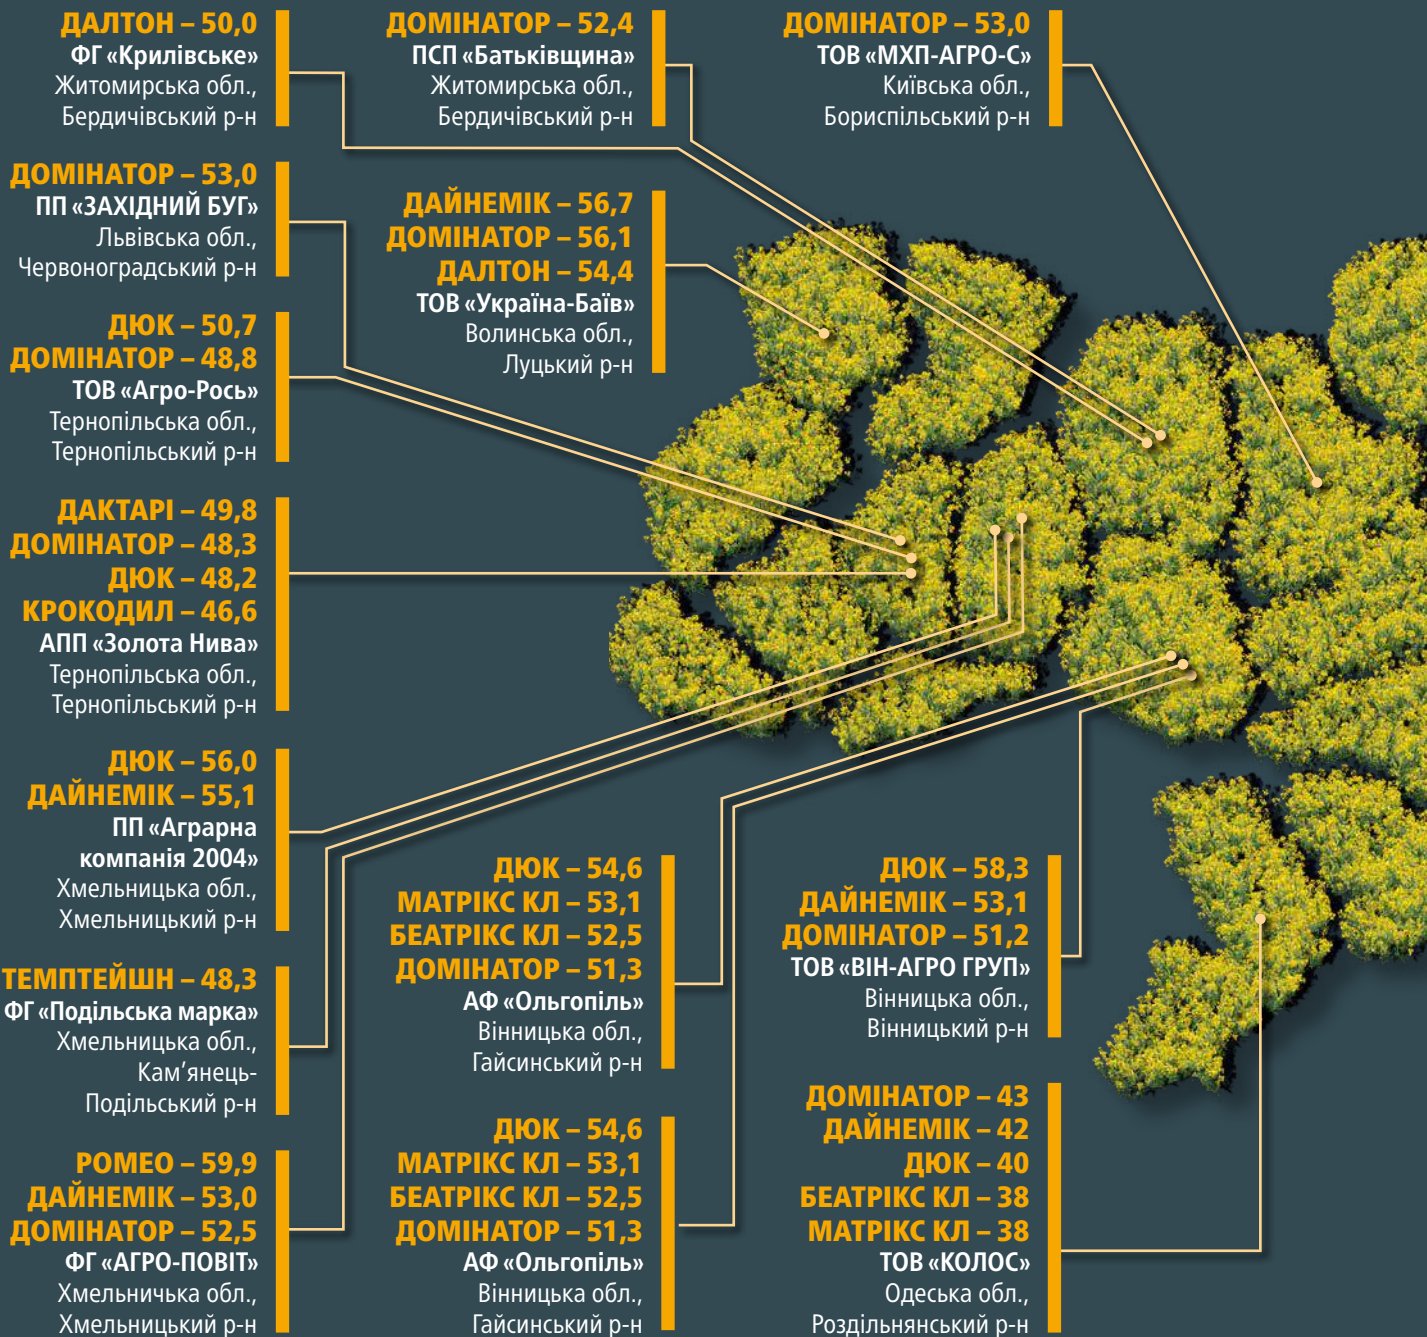 ДАЛТОН – 50,0
ФГ «Крилівське»
Житомирська обл.,
Бердичівський р-н
ДОМІНАТОР – 52,4
ПСП «Батьківщина»
Житомирська обл.,
Бердичівський р-н
ДОМІНАТОР – 53,0
ТОВ «МХП-АГРО-С»
Київська обл.,
Бориспільський р-н
ДОМІНАТОР – 53,0
ПП «ЗАХІДНИЙ БУГ»
Львівська обл.,
Червоноградський р-н
ДАЙНЕМІК – 56,7
ДОМІНАТОР – 56,1
ДАЛТОН – 54,4
ТОВ «Україна-Баїв»
Волинська обл.,
Луцький р-н
ДЮК – 50,7
ДОМІНАТОР – 48,8
ТОВ «Агро-Рось»
Тернопільська обл.,
Тернопільський р-н
ДАКТАРІ – 49,8
ДОМІНАТОР – 48,3
ДЮК – 48,2
КРОКОДИЛ – 46,6
АПП «Золота Нива»
Тернопільська обл.,
Тернопільський р-н
ДЮК – 56,0
ДАЙНЕМІК – 55,1
ПП «Аграрна
компанія 2004»
Хмельницька обл.,
Хмельницький р-н
ТЕМПТЕЙШН – 48,3
ФГ «Подільська марка»
Хмельницька обл.,
Кам’янець-
Подільський р-н
РОМЕО – 59,9
ДАЙНЕМІК – 53,0
ДОМІНАТОР – 52,5
ФГ «АГРО-ПОВІТ»
Хмельничька обл.,
Хмельницький р-н
ДЮК – 54,6
МАТРІКС КЛ – 53,1
БЕАТРІКС КЛ – 52,5
ДОМІНАТОР – 51,3
АФ «Ольгопіль»
Вінницька обл.,
Гайсинський р-н
ДЮК – 54,6
МАТРІКС КЛ – 53,1
БЕАТРІКС КЛ – 52,5
ДОМІНАТОР – 51,3
АФ «Ольгопіль»
Вінницька обл.,
Гайсинський р-н
ДЮК – 58,3
ДАЙНЕМІК – 53,1
ДОМІНАТОР – 51,2
ТОВ «ВІН-АГРО ГРУП»
Вінницька обл.,
Вінницький р-н
ДОМІНАТОР – 43
ДАЙНЕМІК – 42
ДЮК – 40
БЕАТРІКС КЛ – 38
МАТРІКС КЛ – 38
ТОВ «КОЛОС»
Одеська обл.,
Роздільнянський р-н